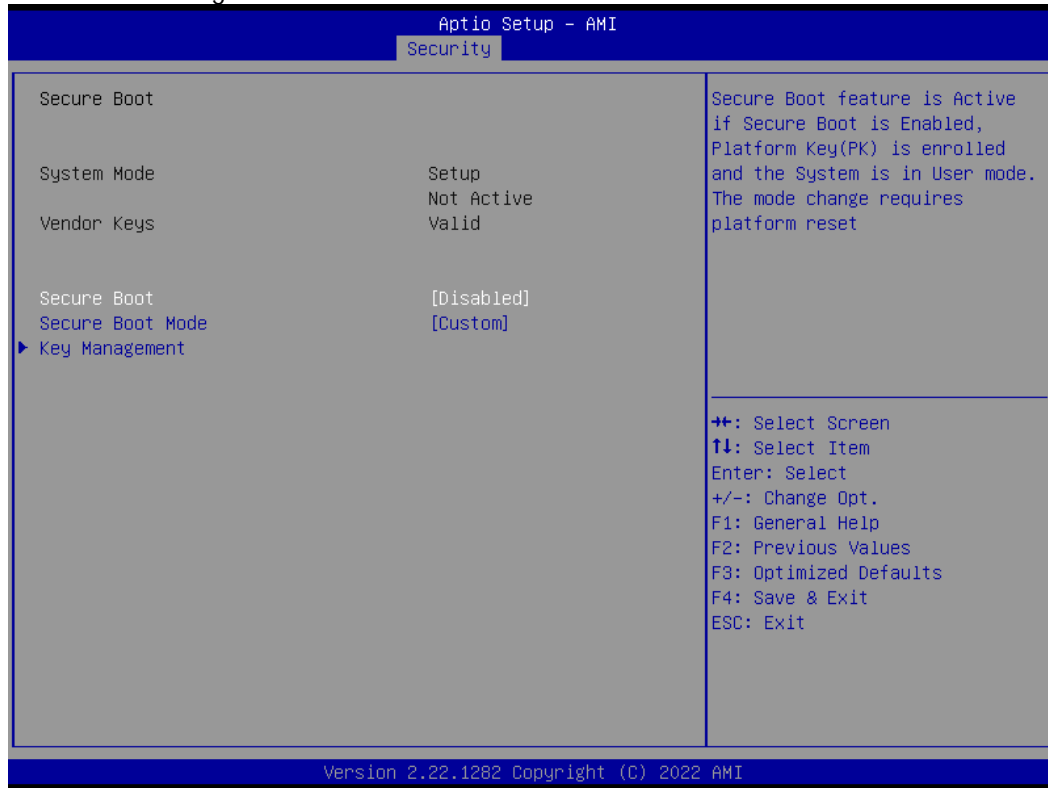 Aptio Setup – AMI
Security
Secure Boot
System Mode Setup
Not Active
Vendor Keys Valid
Secure Boot [Disabled]
Secure Boot Mode [Custom]
▶ Key Management
Secure Boot feature is Active
if Secure Boot is Enabled,
Platform Key(PK) is enrolled
and the System is in User mode.
The mode change requires
platform reset
→←: Select Screen
↑↓: Select Item
Enter: Select
+/-: Change Opt.
F1: General Help
F2: Previous Values
F3: Optimized Defaults
F4: Save & Exit
ESC: Exit
Version 2.22.1282 Copyright (C) 2022 AMI